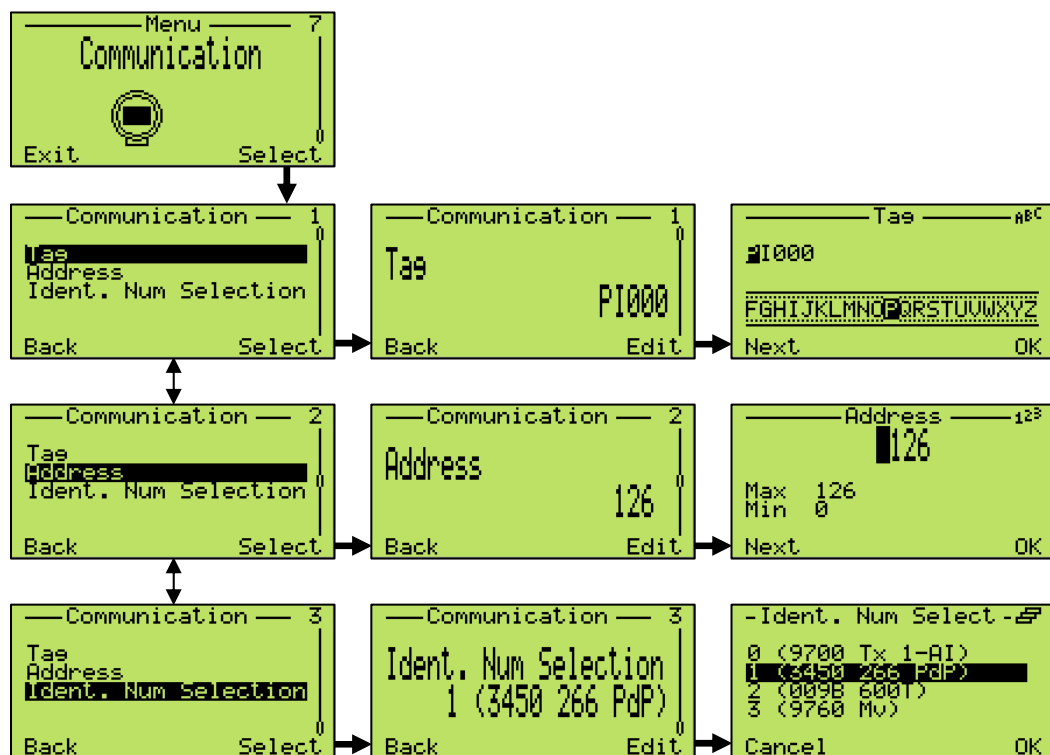 Menu 7
Communication
Exit Select
Communication 1
Tag
Address
Ident. Num Selection
Back Select
Communication 1
Tag
PI000
Back Edit
Tag ABC
PI000
FGHIJKLMNOPQRSTUVWXYZ
Next OK
Communication 2
Tag
Address
Ident. Num Selection
Back Select
Communication 2
Address
126
Back Edit
Address 123
126
Max 126
Min 0
Next OK
Communication 3
Tag
Address
Ident. Num Selection
Back Select
Communication 3
Ident. Num Selection
1 (3450 266 PdP)
Back Edit
-Ident. Num Select-
0 (9700 Tx 1-AI)
1 (3450 266 PdP)
2 (009B 600T)
3 (9760 Mv)
Cancel OK